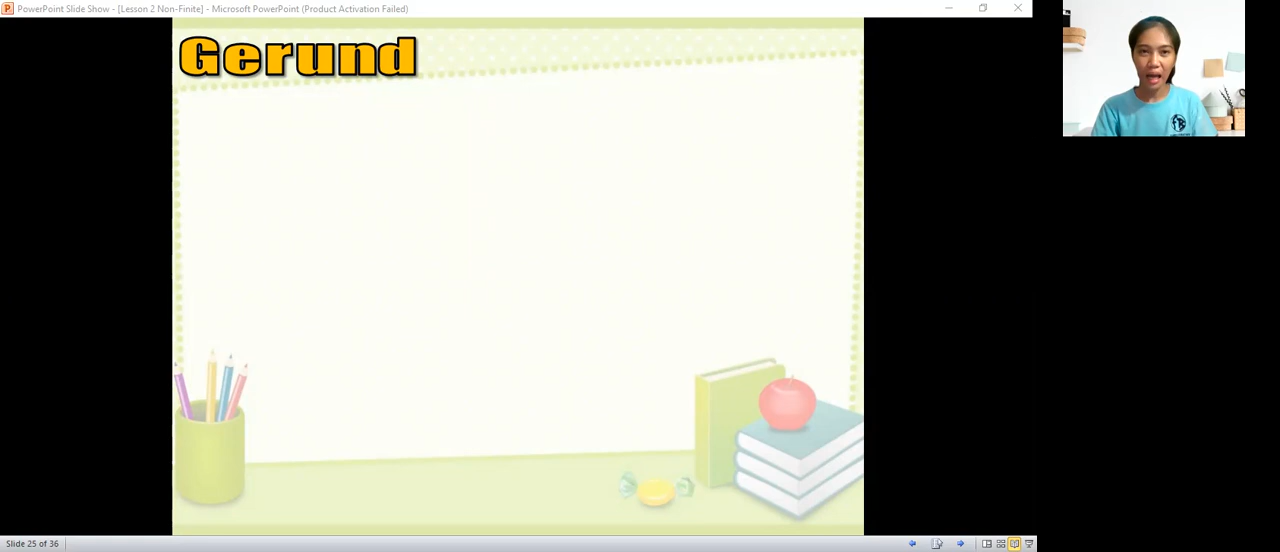 PowerPoint Slide Show - [Lesson 2 Non-Finite] - Microsoft PowerPoint (Product Activation Failed)
Gerund
Slide 25 of 36